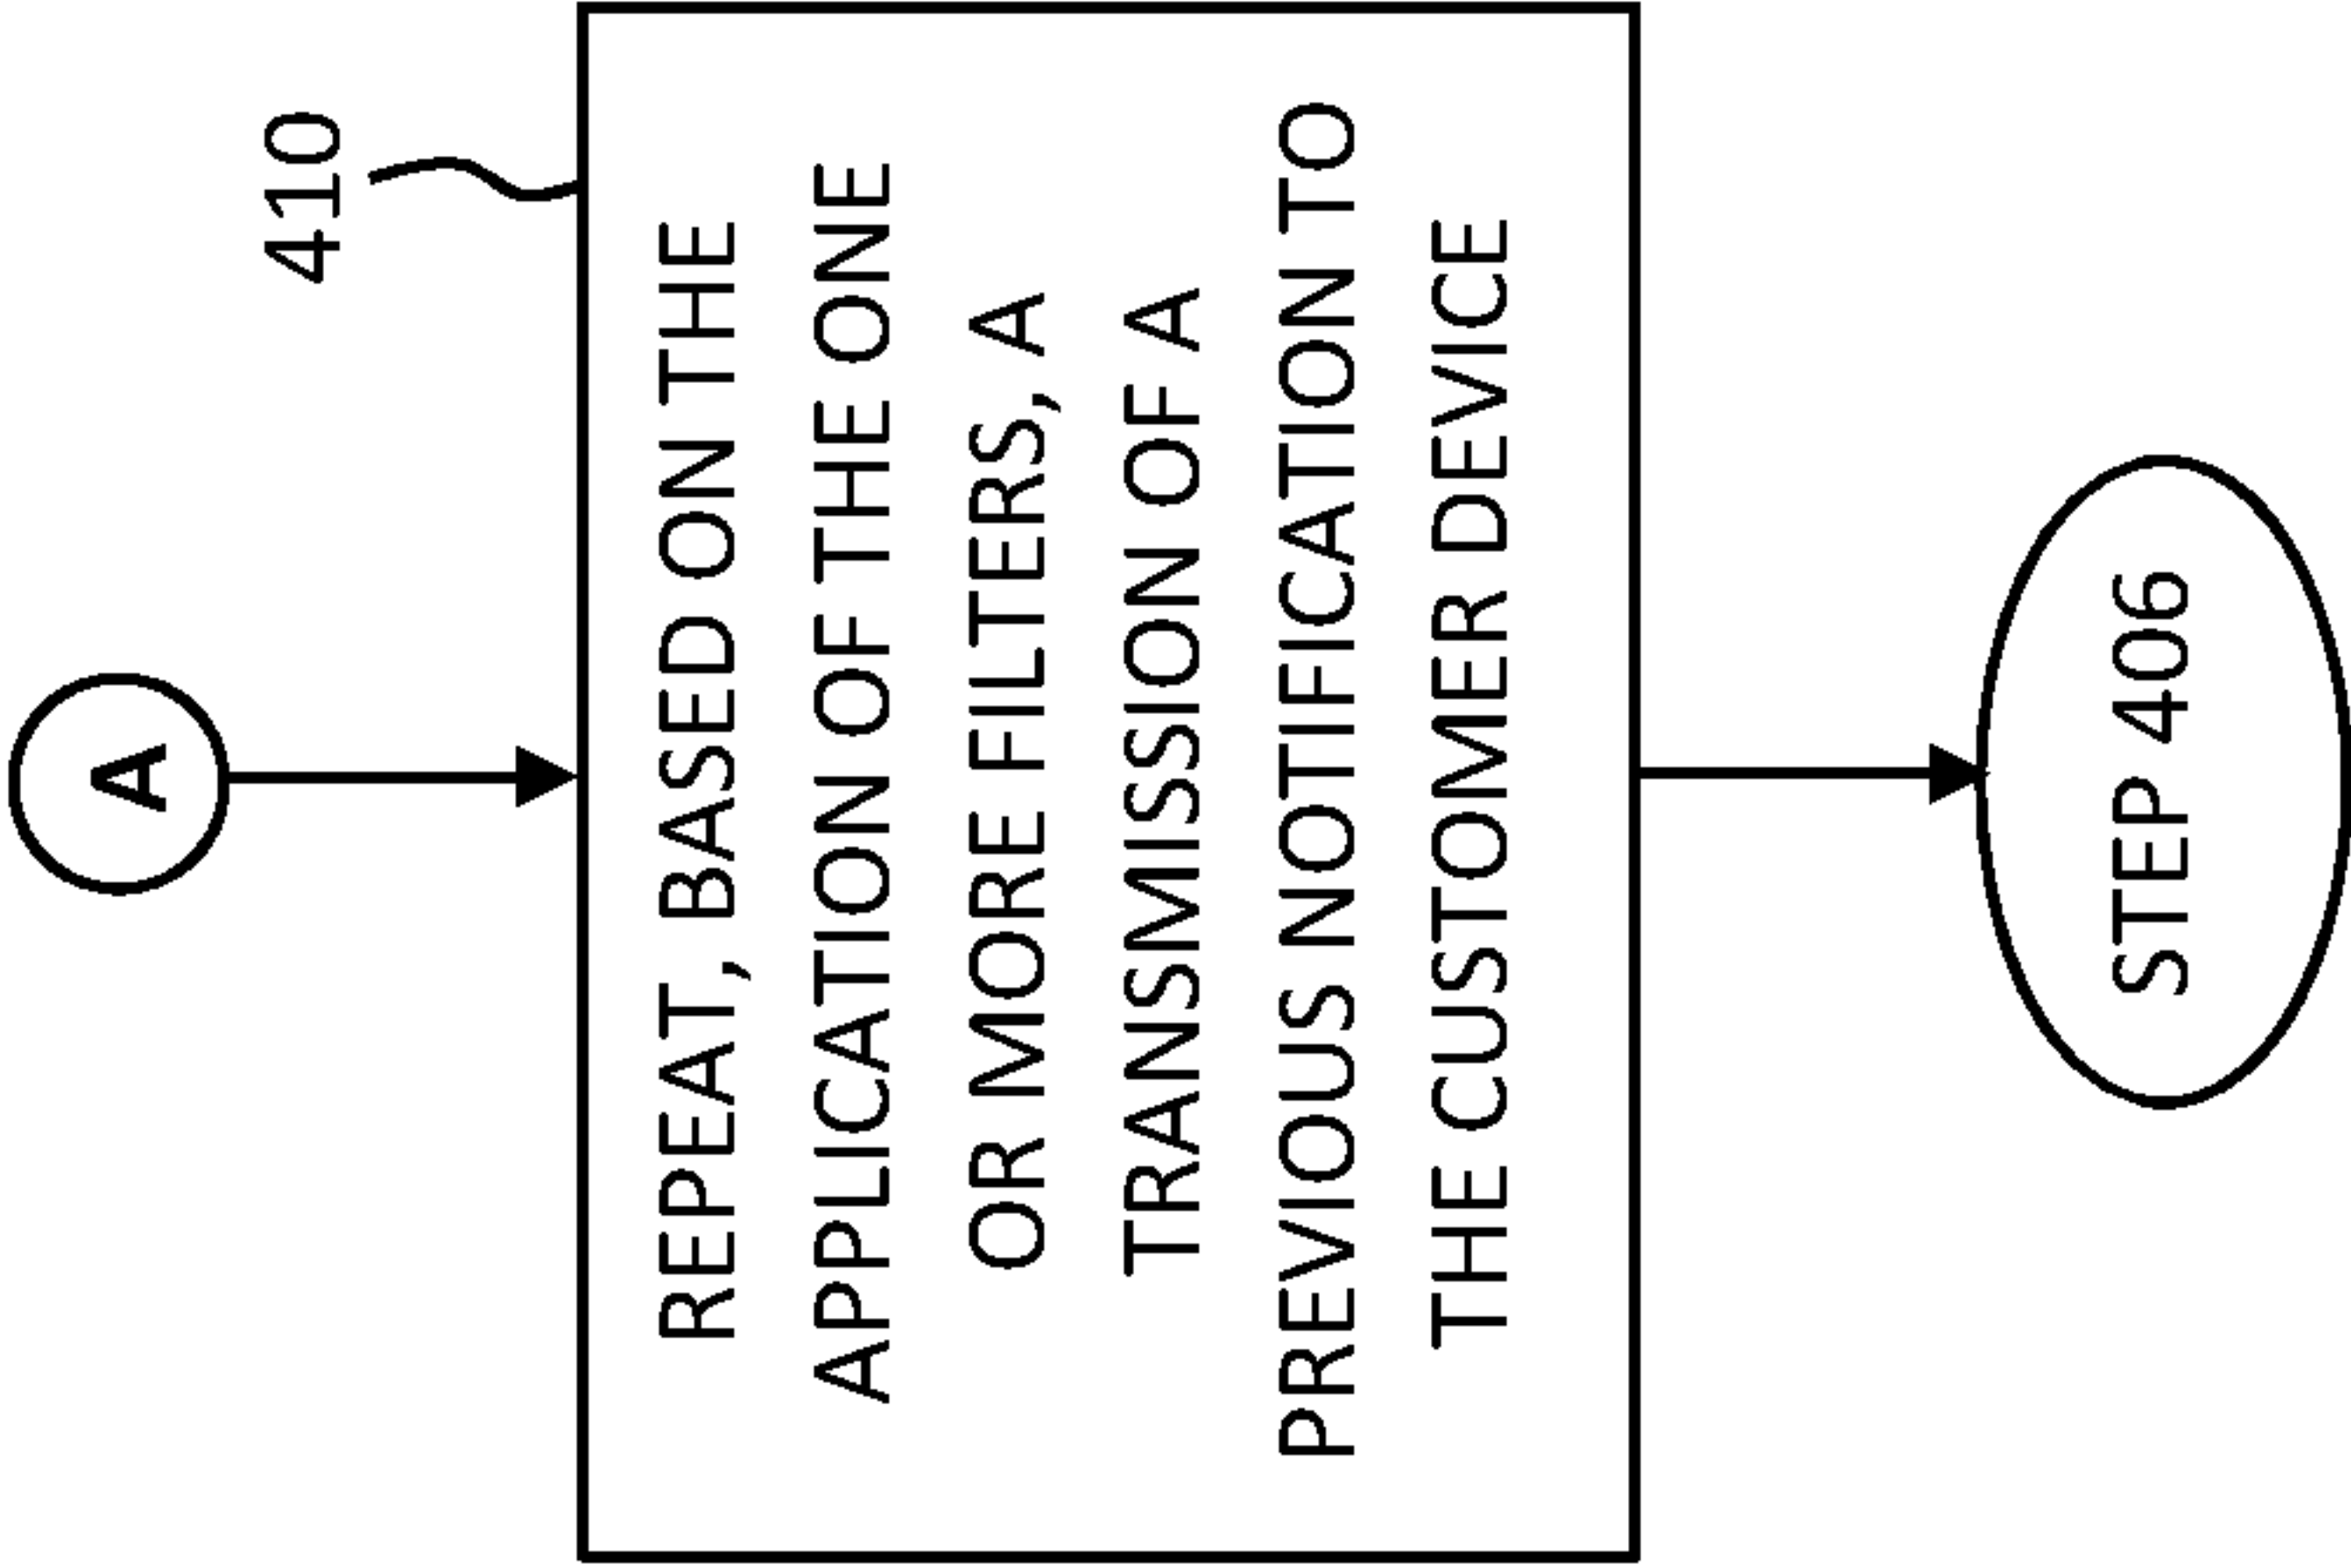 A
410
REPEAT, BASED ON THE
APPLICATION OF THE ONE
OR MORE FILTERS, A
TRANSMISSION OF A
PREVIOUS NOTIFICATION TO
THE CUSTOMER DEVICE
STEP 406